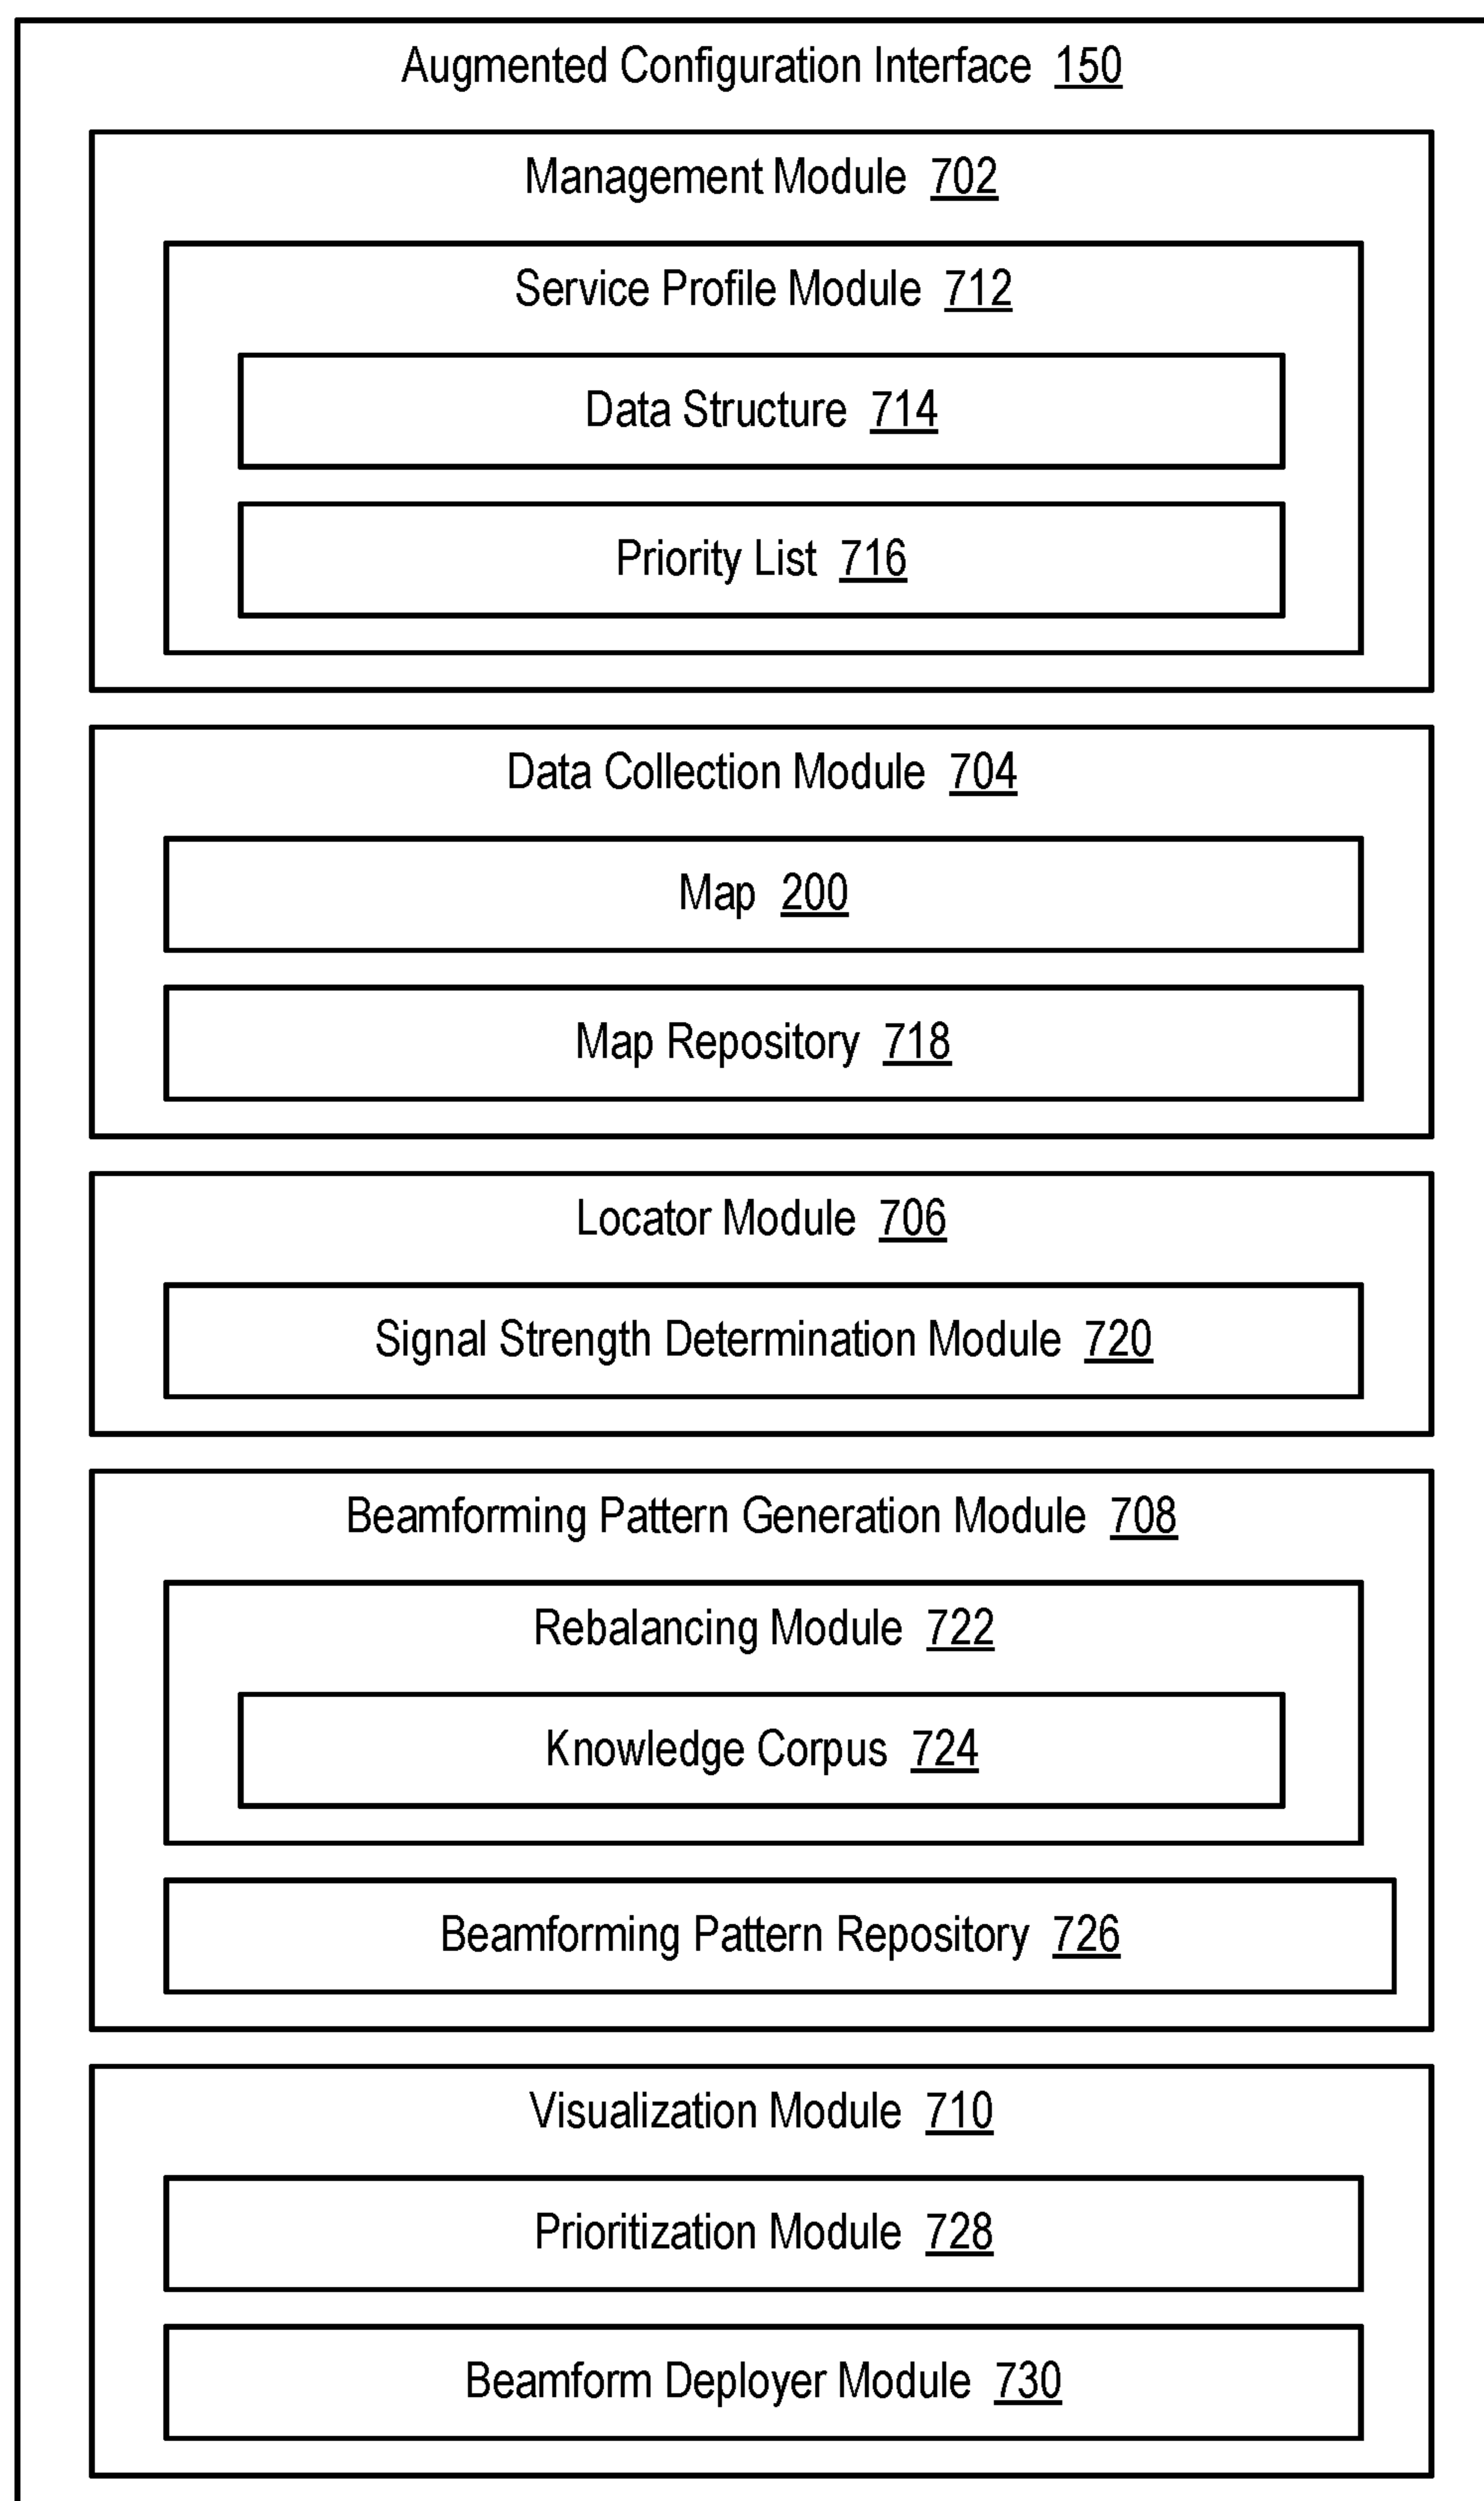 Augmented Configuration Interface 150
Management Module 702
Service Profile Module 712
Data Structure 714
Priority List 716
Data Collection Module 704
Map 200
Map Repository 718
Locator Module 706
Signal Strength Determination Module 720
Beamforming Pattern Generation Module 708
Rebalancing Module 722
Knowledge Corpus 724
Beamforming Pattern Repository 726
Visualization Module 710
Prioritization Module 728
Beamform Deployer Module 730